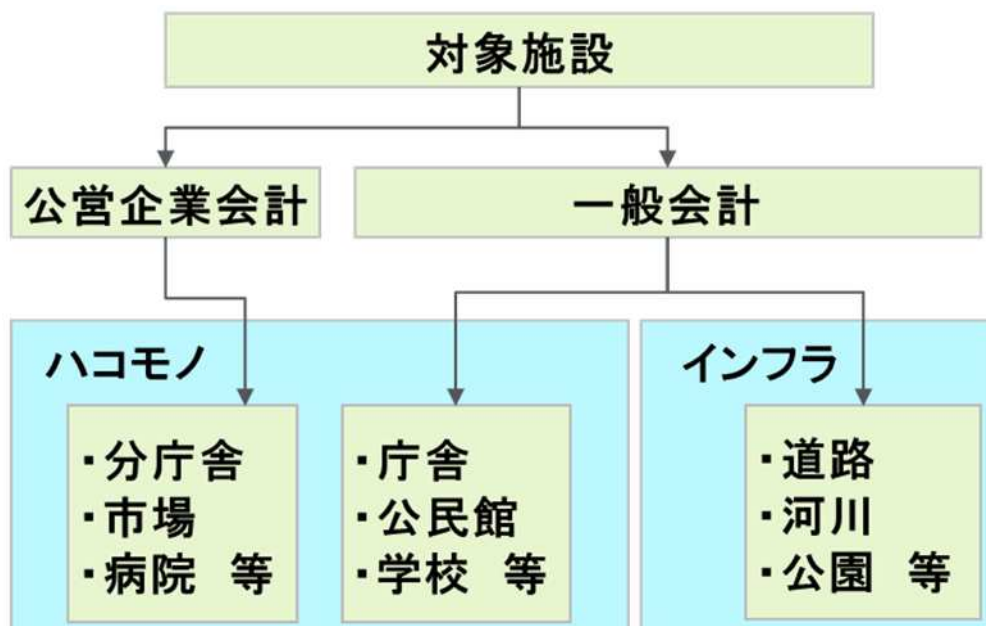 対象施設
公営企業会計
一般会計
ハコモノ
・分庁舎
・市場
・病院 等
・庁舎
・公民館
・学校 等
インフラ
・道路
・河川
・公園 等